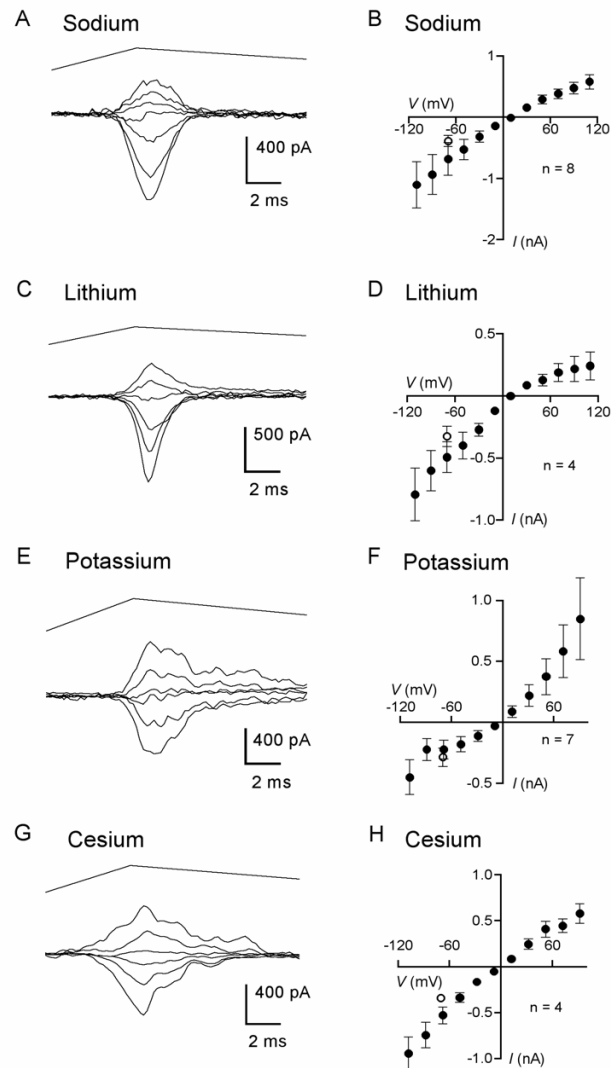 A Sodium
400 pA
2 ms
B Sodium
1
V (mV)
-120 -60 60 120
-1
n = 8
-2
I (nA)
C Lithium
500 pA
2 ms
D Lithium
0.5
V (mV)
-120 -60 60 120
-0.5
n = 4
-1.0
I (nA)
E Potassium
400 pA
2 ms
F Potassium
1.0
0.5
V (mV)
-120 -60 60
n = 7
-0.5
I (nA)
G Cesium
400 pA
2 ms
H Cesium
1.0
0.5
-120 -60 60
V (mV)
-0.5
n = 4
-1.0
I (nA)